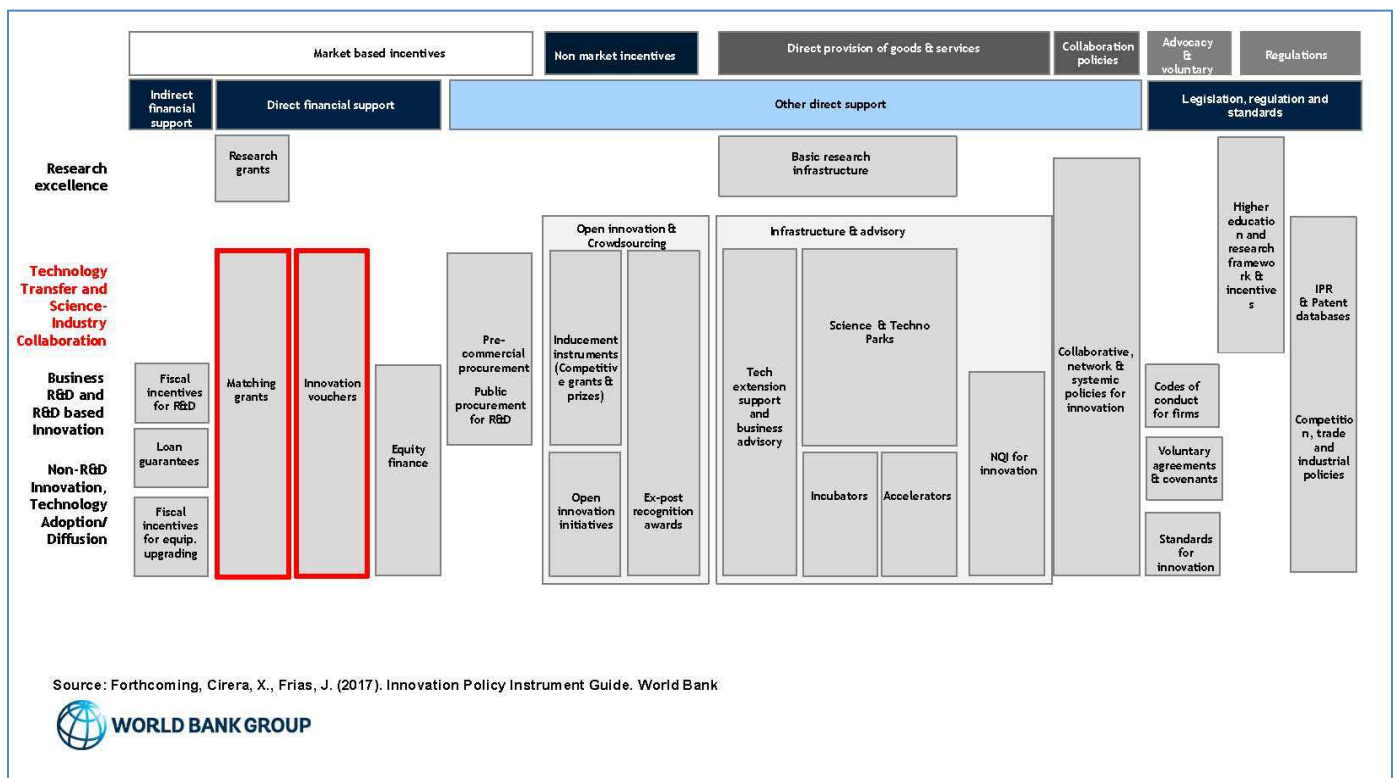 Market based incentives
Non market incentives
Direct provision of goods & services
Collaboration
policies
Advocacy
&
voluntary
Regulations
Indirect
financial
support
Direct financial support
Other direct support
Legislation, regulation and
standards
Research
excellence
Research
grants
Basic research
infrastructure
Higher
educatio
n and
research
framewo
rk &
incentive
s
Open innovation &
Crowdsourcing
Infrastructure & advisory
Technology
Transfer and
Science-
Industry
Collaboration
IPR
& Patent
databases
Science & Techno
Parks
Pre-
commercial
procurement
Public
procurement
for R&D
Inducement
instruments
(Competitiv
e grants &
prizes)
Collaborative,
network &
systemic
policies for
innovation
Business
R&D and
R&D based
Innovation
Fiscal
incentives
for R&D
Matching
grants
Innovation
vouchers
Tech
extension
support
and
business
advisory
Codes of
conduct
for firms
Competitio
n, trade
and
industrial
policies
Loan
guarantees
Equity
finance
NQI for
innovation
Voluntary
agreements
& covenants
Non-R&D
Innovation,
Technology
Adoption/
Diffusion
Fiscal
incentives
for equip.
upgrading
Open
innovation
initiatives
Ex-post
recognition
awards
Incubators
Accelerators
Standards
for
innovation
Source: Forthcoming, Cirera, X., Frias, J. (2017). Innovation Policy Instrument Guide. World Bank
WORLD BANK GROUP